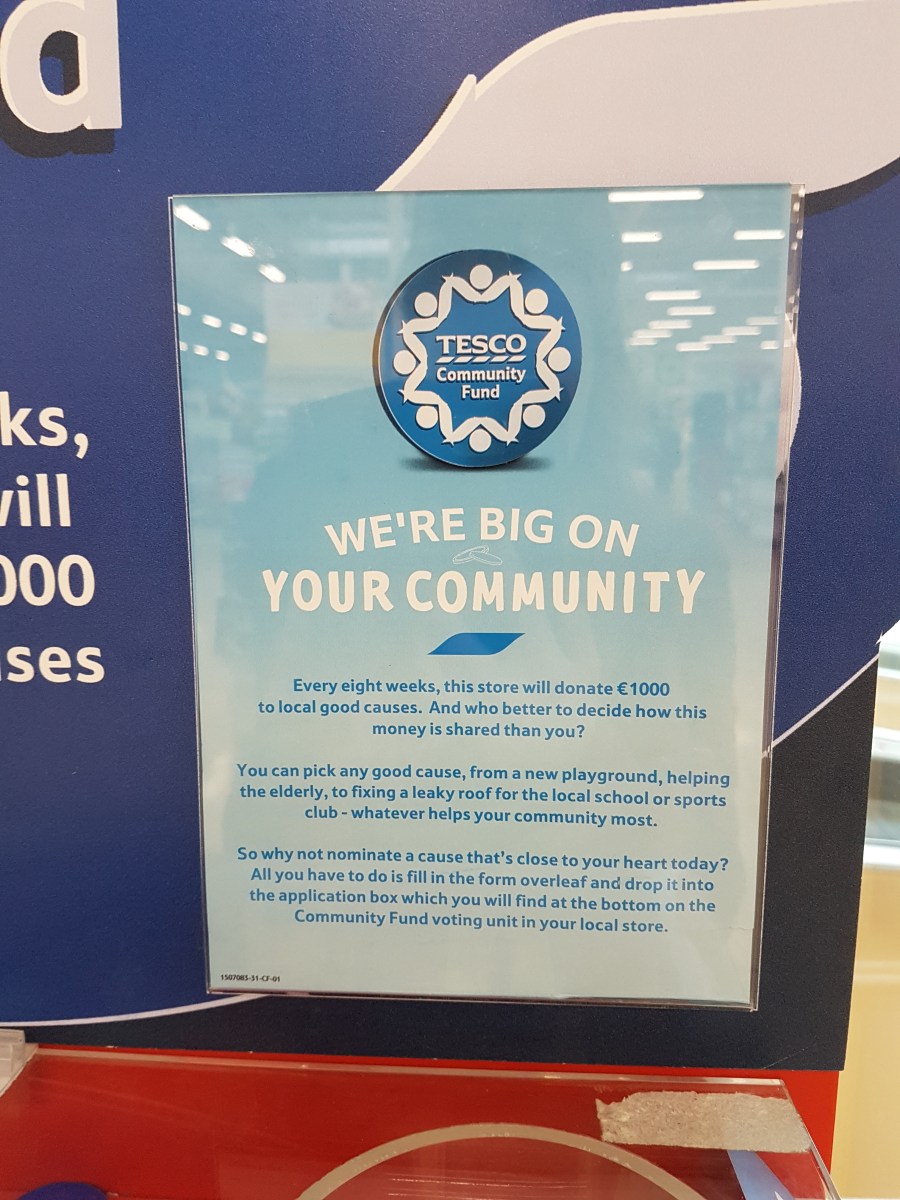 d
ks,
will
000
ses
TESCO
Community
Fund
WE'RE BIG ON
YOUR COMMUNITY
Every eight weeks, this store will donate €1000
to local good causes. And who better to decide how this
money is shared than you?
You can pick any good cause, from a new playground, helping
the elderly, to fixing a leaky roof for the local school or sports
club - whatever helps your community most.
So why not nominate a cause that's close to your heart today?
All you have to do is fill in the form overleaf and drop it into
the application box which you will find at the bottom on the
Community Fund voting unit in your local store.
1507083-31-CF-01